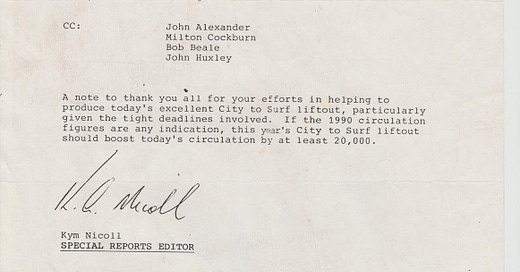 CC: John Alexander
Milton Cockburn
Bob Beale
John Huxley
A note to thank you all for your efforts in helping to
produce today's excellent City to Surf liftout, particularly
given the tight deadlines involved. If the 1990 circulation
figures are any indication, this year's City to Surf liftout
should boost today's circulation by at least 20,000.
K. A. Nicoll
Kym Nicoll
SPECIAL REPORTS EDITOR